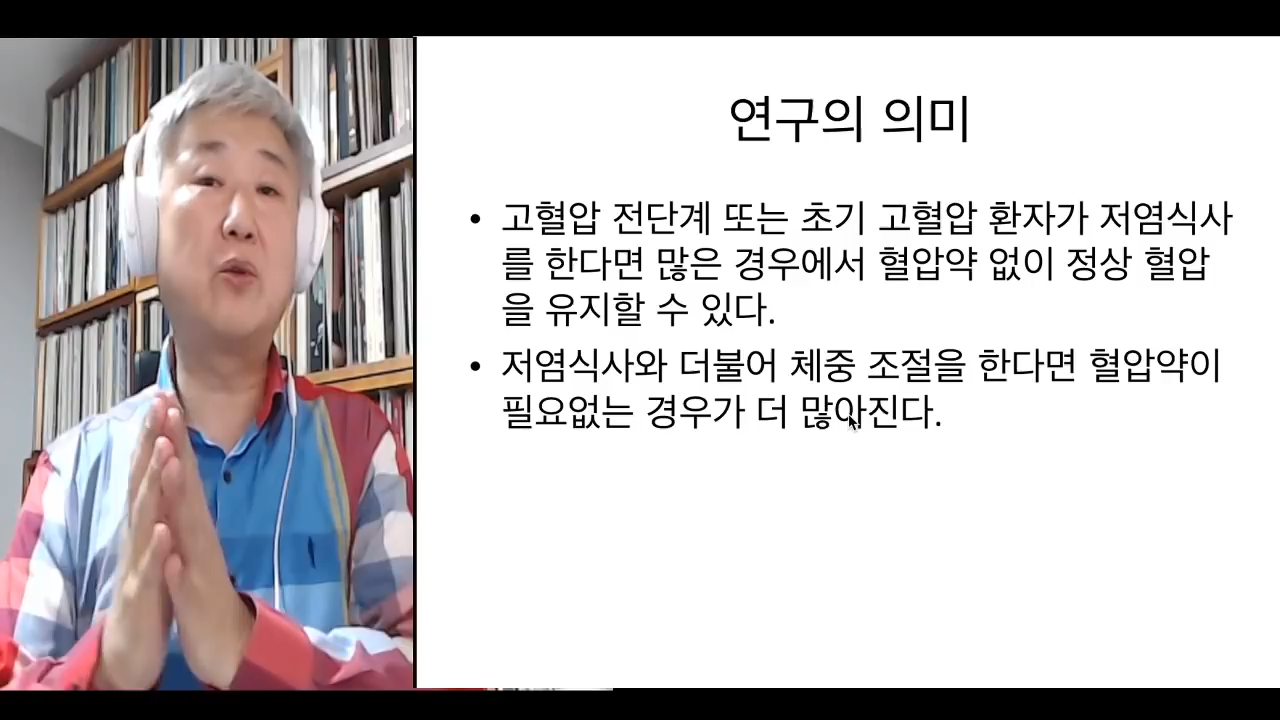 연구의 의미
• 고혈압 전단계 또는 초기 고혈압 환자가 저염식사
를 한다면 많은 경우에서 혈압약 없이 정상 혈압
을 유지할 수 있다.
• 저염식사와 더불어 체중 조절을 한다면 혈압약이
필요없는 경우가 더 많아진다.